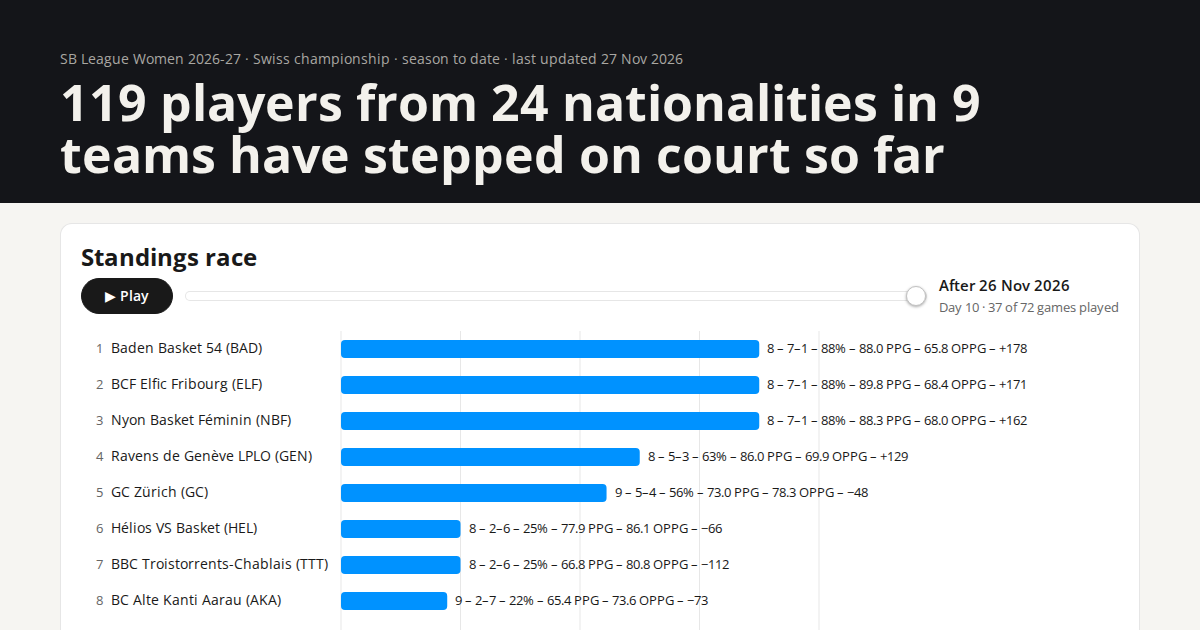 SB League Women 2026-27 · Swiss championship · season to date · last updated 27 Nov 2026
119 players from 24 nationalities in 9
teams have stepped on court so far
Standings race
▶ Play
After 26 Nov 2026
Day 10 · 37 of 72 games played
1 Baden Basket 54 (BAD) 8 – 7–1 – 88% – 88.0 PPG – 65.8 OPPG – +178
2 BCF Elfic Fribourg (ELF) 8 – 7–1 – 88% – 89.8 PPG – 68.4 OPPG – +171
3 Nyon Basket Féminin (NBF) 8 – 7–1 – 88% – 88.3 PPG – 68.0 OPPG – +162
4 Ravens de Genève LPLO (GEN) 8 – 5–3 – 63% – 86.0 PPG – 69.9 OPPG – +129
5 GC Zürich (GC) 9 – 5–4 – 56% – 73.0 PPG – 78.3 OPPG – −48
6 Hélios VS Basket (HEL) 8 – 2–6 – 25% – 77.9 PPG – 86.1 OPPG – −66
7 BBC Troistorrents-Chablais (TTT) 8 – 2–6 – 25% – 66.8 PPG – 80.8 OPPG – −112
8 BC Alte Kanti Aarau (AKA) 9 – 2–7 – 22% – 65.4 PPG – 73.6 OPPG – −73